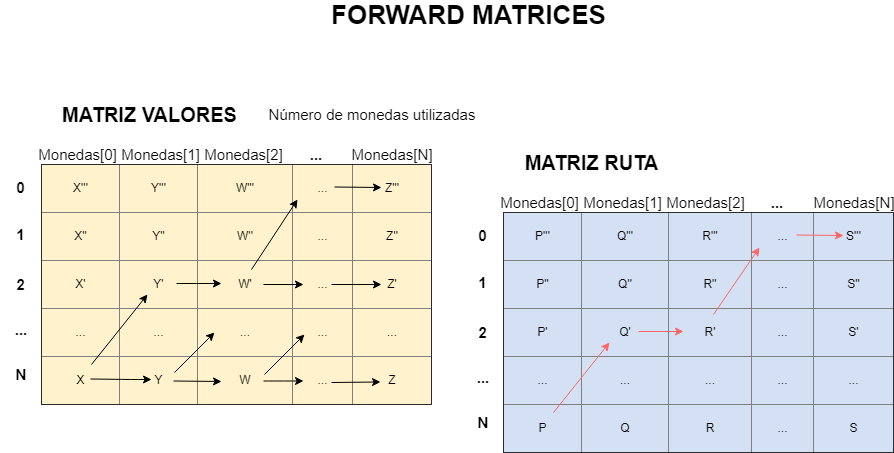 FORWARD MATRICES
MATRIZ VALORES Número de monedas utilizadas
Monedas[0] Monedas[1] Monedas[2] ... Monedas[N]
0 X''' Y''' W''' ... Z'''
1 X'' Y'' W'' ... Z''
2 X' Y' W' ... Z'
... ... ... ... ... ...
N X Y W ... Z
MATRIZ RUTA
Monedas[0] Monedas[1] Monedas[2] ... Monedas[N]
0 P''' Q''' R''' ... S'''
1 P'' Q'' R'' ... S''
2 P' Q' R' ... S'
... ... ... ... ... ...
N P Q R ... S